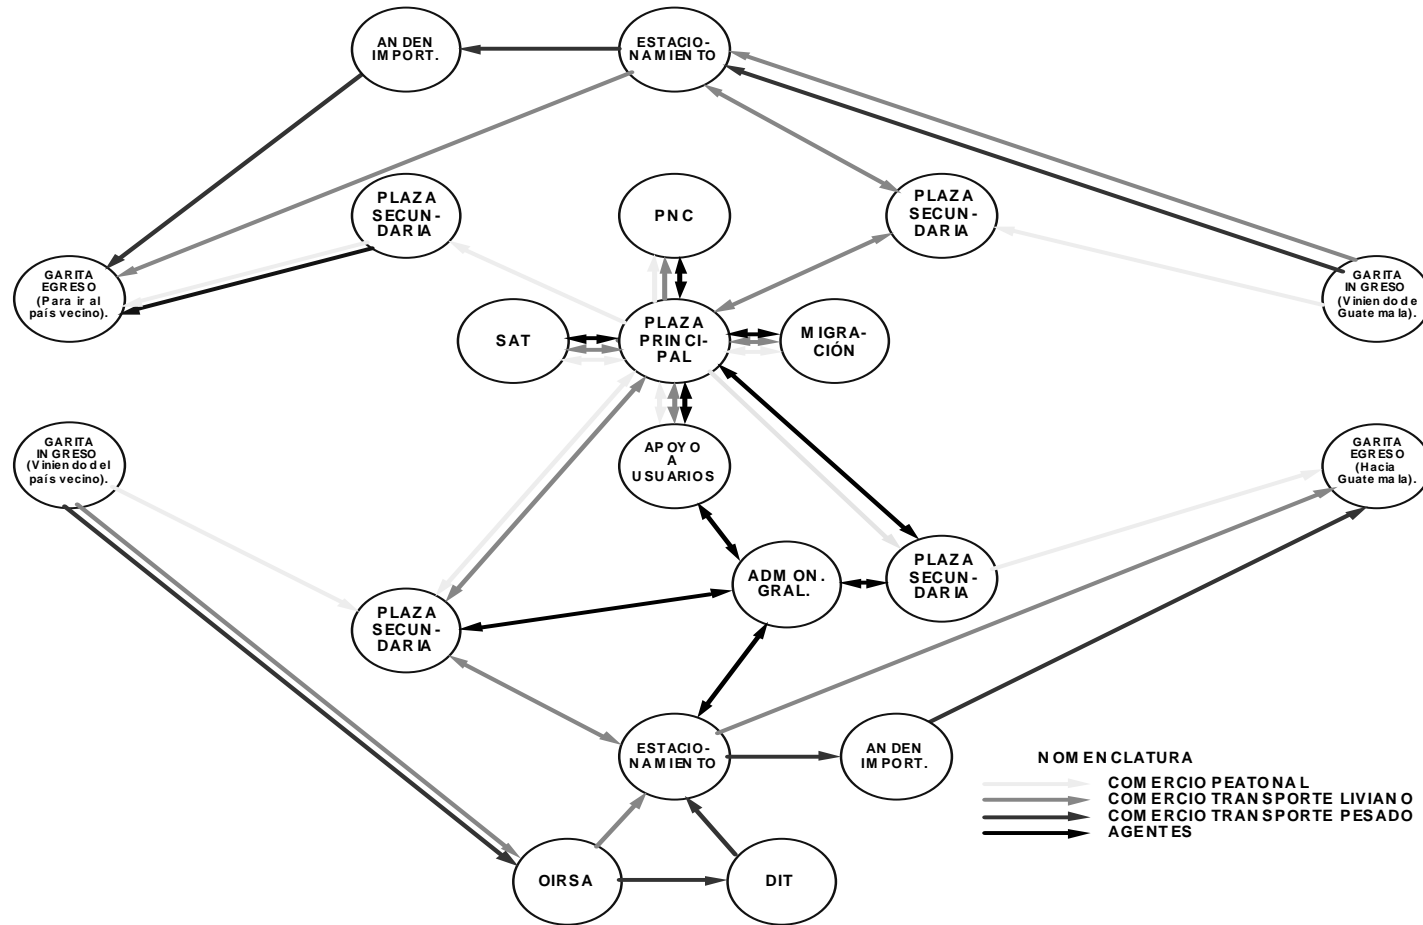 ANDEN
IMPORT.
ESTACIO-
NAMIENTO
PLAZA
SECUN-
DARIA
PNC
PLAZA
SECUN-
DARIA
GARITA
EGRESO
(Para ir al
país vecino).
GARITA
INGRESO
(Viniendo de
Guatemala).
SAT
PLAZA
PRINCI-
PAL
MIGRA-
CIÓN
GARITA
INGRESO
(Viniendo del
país vecino).
APOYO
A
USUARIOS
GARITA
EGRESO
(Hacia
Guatemala).
ADMON.
GRAL.
PLAZA
SECUN-
DARIA
PLAZA
SECUN-
DARIA
ESTACIO-
NAMIENTO
ANDEN
IMPORT.
NOMENCLATURA
COMERCIO PEATONAL
COMERCIO TRANSPORTE LIVIANO
COMERCIO TRANSPORTE PESADO
AGENTES
OIRSA
DIT